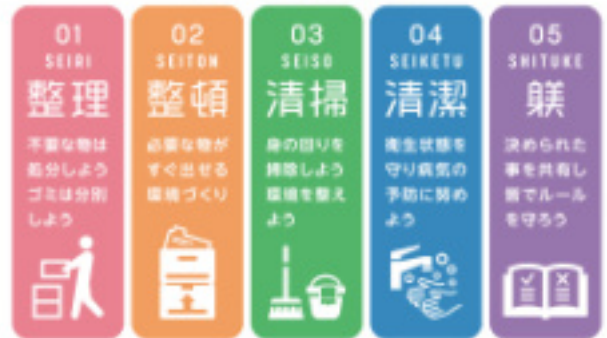 01
SEIRI
整理
不要な物は
処分しよう
ゴミは分別
しよう
02
SEITON
整頓
必要な物が
すぐ出せる
環境づくり
03
SEISO
清掃
身の回りを
掃除しよう
環境を整え
よう
04
SEIKETU
清潔
衛生状態を
守り病気の
予防に努め
よう
05
SHITUKE
躾
決められた
事を共有し
皆でルール
を守ろう